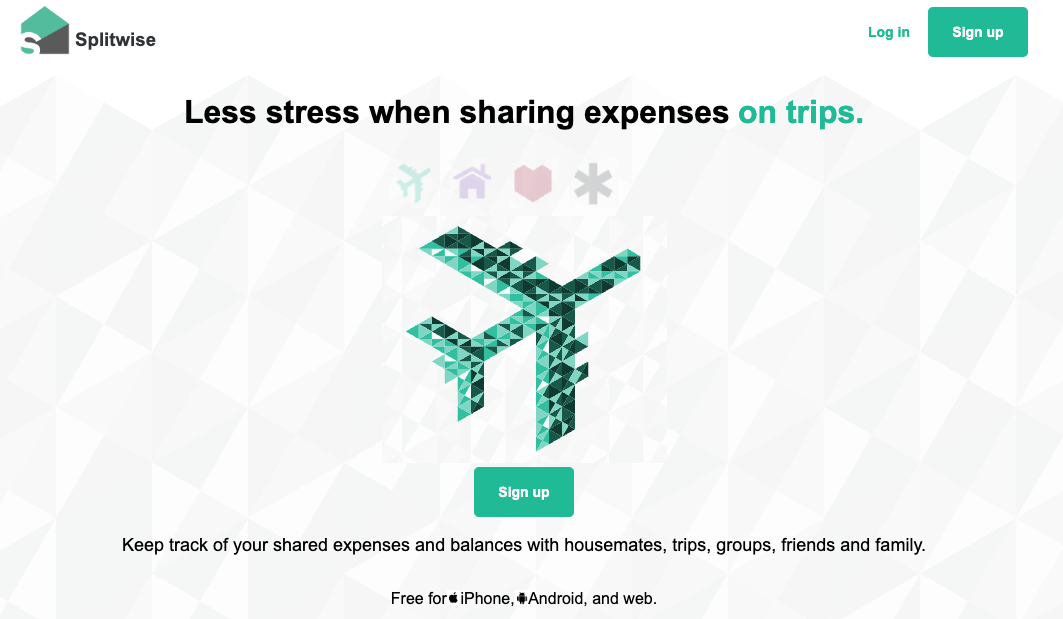 Splitwise
Log in
Sign up
Less stress when sharing expenses on trips.
Sign up
Keep track of your shared expenses and balances with housemates, trips, groups, friends and family.
Free for iPhone, Android, and web.